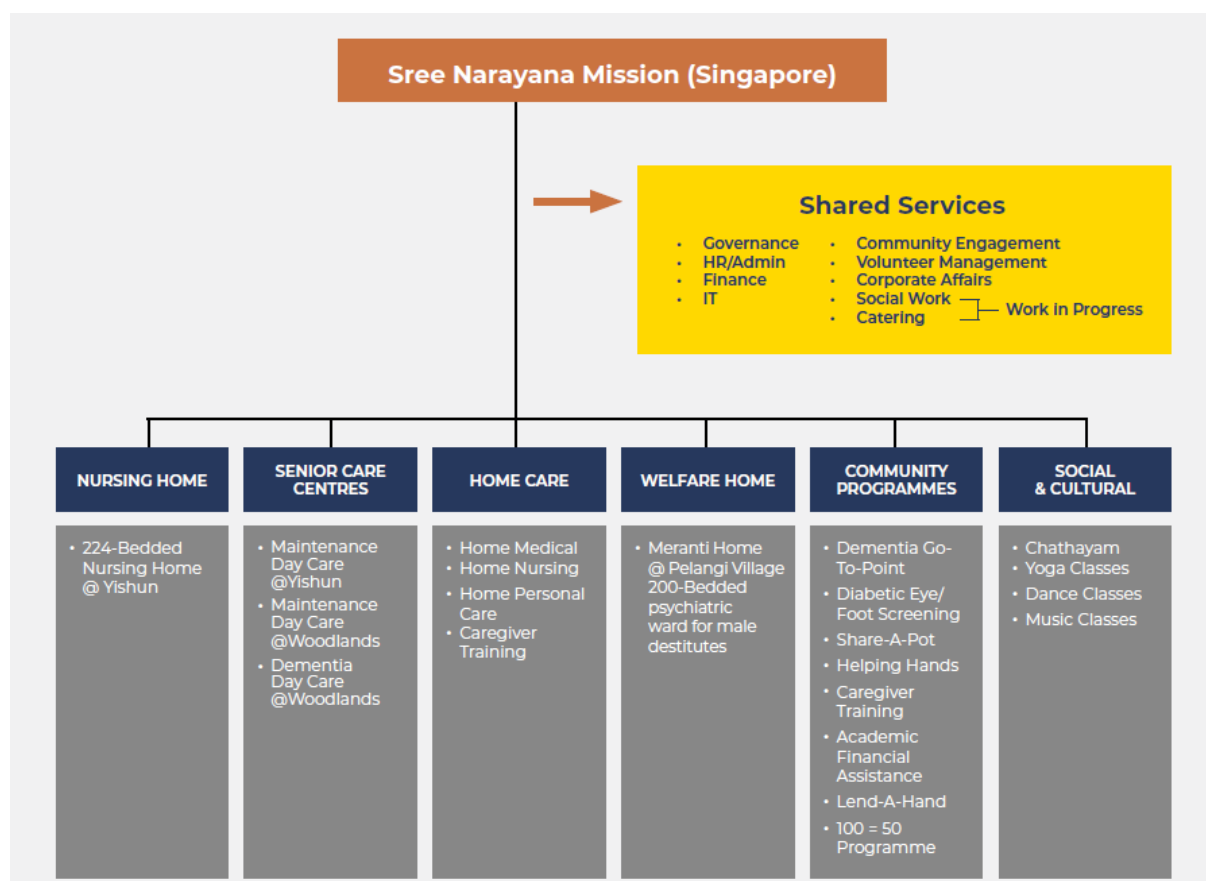 Sree Narayana Mission (Singapore)
Shared Services
• Governance
• HR/Admin
• Finance
• IT
• Community Engagement
• Volunteer Management
• Corporate Affairs
• Social Work
• Catering
Work in Progress
NURSING HOME
• 224-Bedded
Nursing Home
@ Yishun
SENIOR CARE
CENTRES
• Maintenance
Day Care
@Yishun
• Maintenance
Day Care
@Woodlands
• Dementia
Day Care
@Woodlands
HOME CARE
• Home Medical
• Home Nursing
• Home Personal
Care
• Caregiver
Training
WELFARE HOME
• Meranti Home
@ Pelangi Village
200-Bedded
psychiatric
ward for male
destitutes
COMMUNITY
PROGRAMMES
• Dementia Go-
To-Point
• Diabetic Eye/
Foot Screening
• Share-A-Pot
• Helping Hands
• Caregiver
Training
• Academic
Financial
Assistance
• Lend-A-Hand
• 100 = 50
Programme
SOCIAL
& CULTURAL
• Chathayam
• Yoga Classes
• Dance Classes
• Music Classes